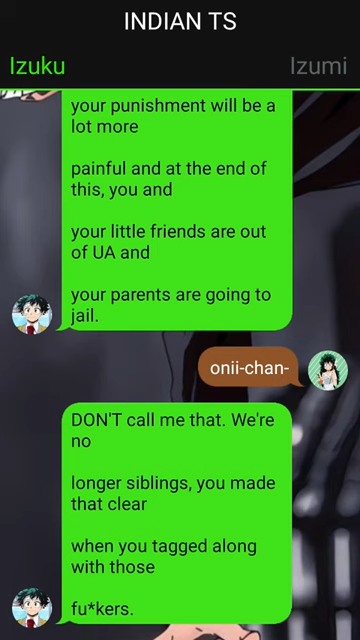 INDIAN TS
Izuku
Izumi
your punishment will be a
lot more
painful and at the end of
this, you and
your little friends are out
of UA and
your parents are going to
jail.
onii-chan-
DON'T call me that. We're
no
longer siblings, you made
that clear
when you tagged along
with those
fu*kers.